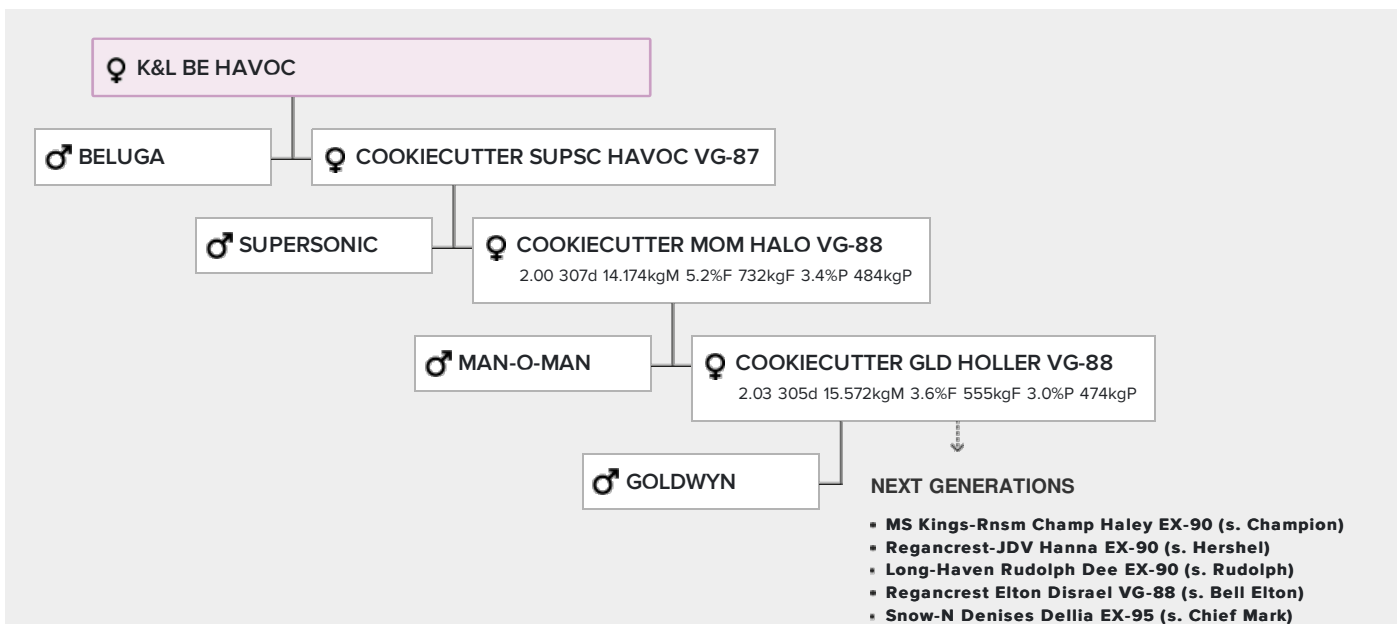 K&L BE HAVOC
BELUGA
COOKIECUTTER SUPSC HAVOC VG-87
SUPERSONIC
COOKIECUTTER MOM HALO VG-88
2.00 307d 14.174kgM 5.2%F 732kgF 3.4%P 484kgP
MAN-O-MAN
COOKIECUTTER GLD HOLLER VG-88
2.03 305d 15.572kgM 3.6%F 555kgF 3.0%P 474kgP
GOLDWYN
NEXT GENERATIONS
MS Kings-Rnsm Champ Haley EX-90 (s. Champion)
Regancrest-JDV Hanna EX-90 (s. Hershel)
Long-Haven Rudolph Dee EX-90 (s. Rudolph)
Regancrest Elton Disrael VG-88 (s. Bell Elton)
Snow-N Denises Dellia EX-95 (s. Chief Mark)